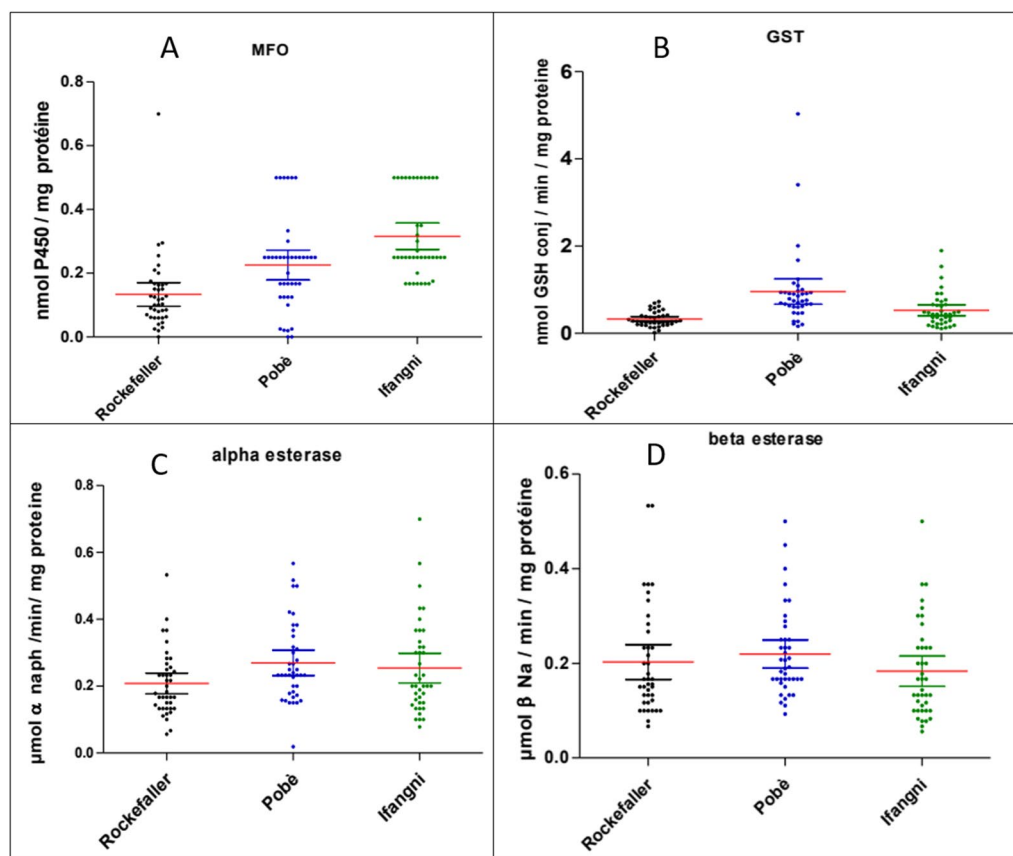 A
MFO
nmol P450 / mg protéine
0.8
0.6
0.4
0.2
0.0
Rockefeller
Pobè
Ifangni
B
GST
nmol GSH conj / min / mg proteine
6
4
2
0
Rockefeller
Pobè
Ifangni
C
alpha esterase
µmol α naph /min/ mg proteine
0.8
0.6
0.4
0.2
0.0
Rockefaller
Pobè
Ifangni
D
beta esterase
µmol β Na / min / mg protéine
0.6
0.4
0.2
0.0
Rockefaller
Pobè
Ifangni